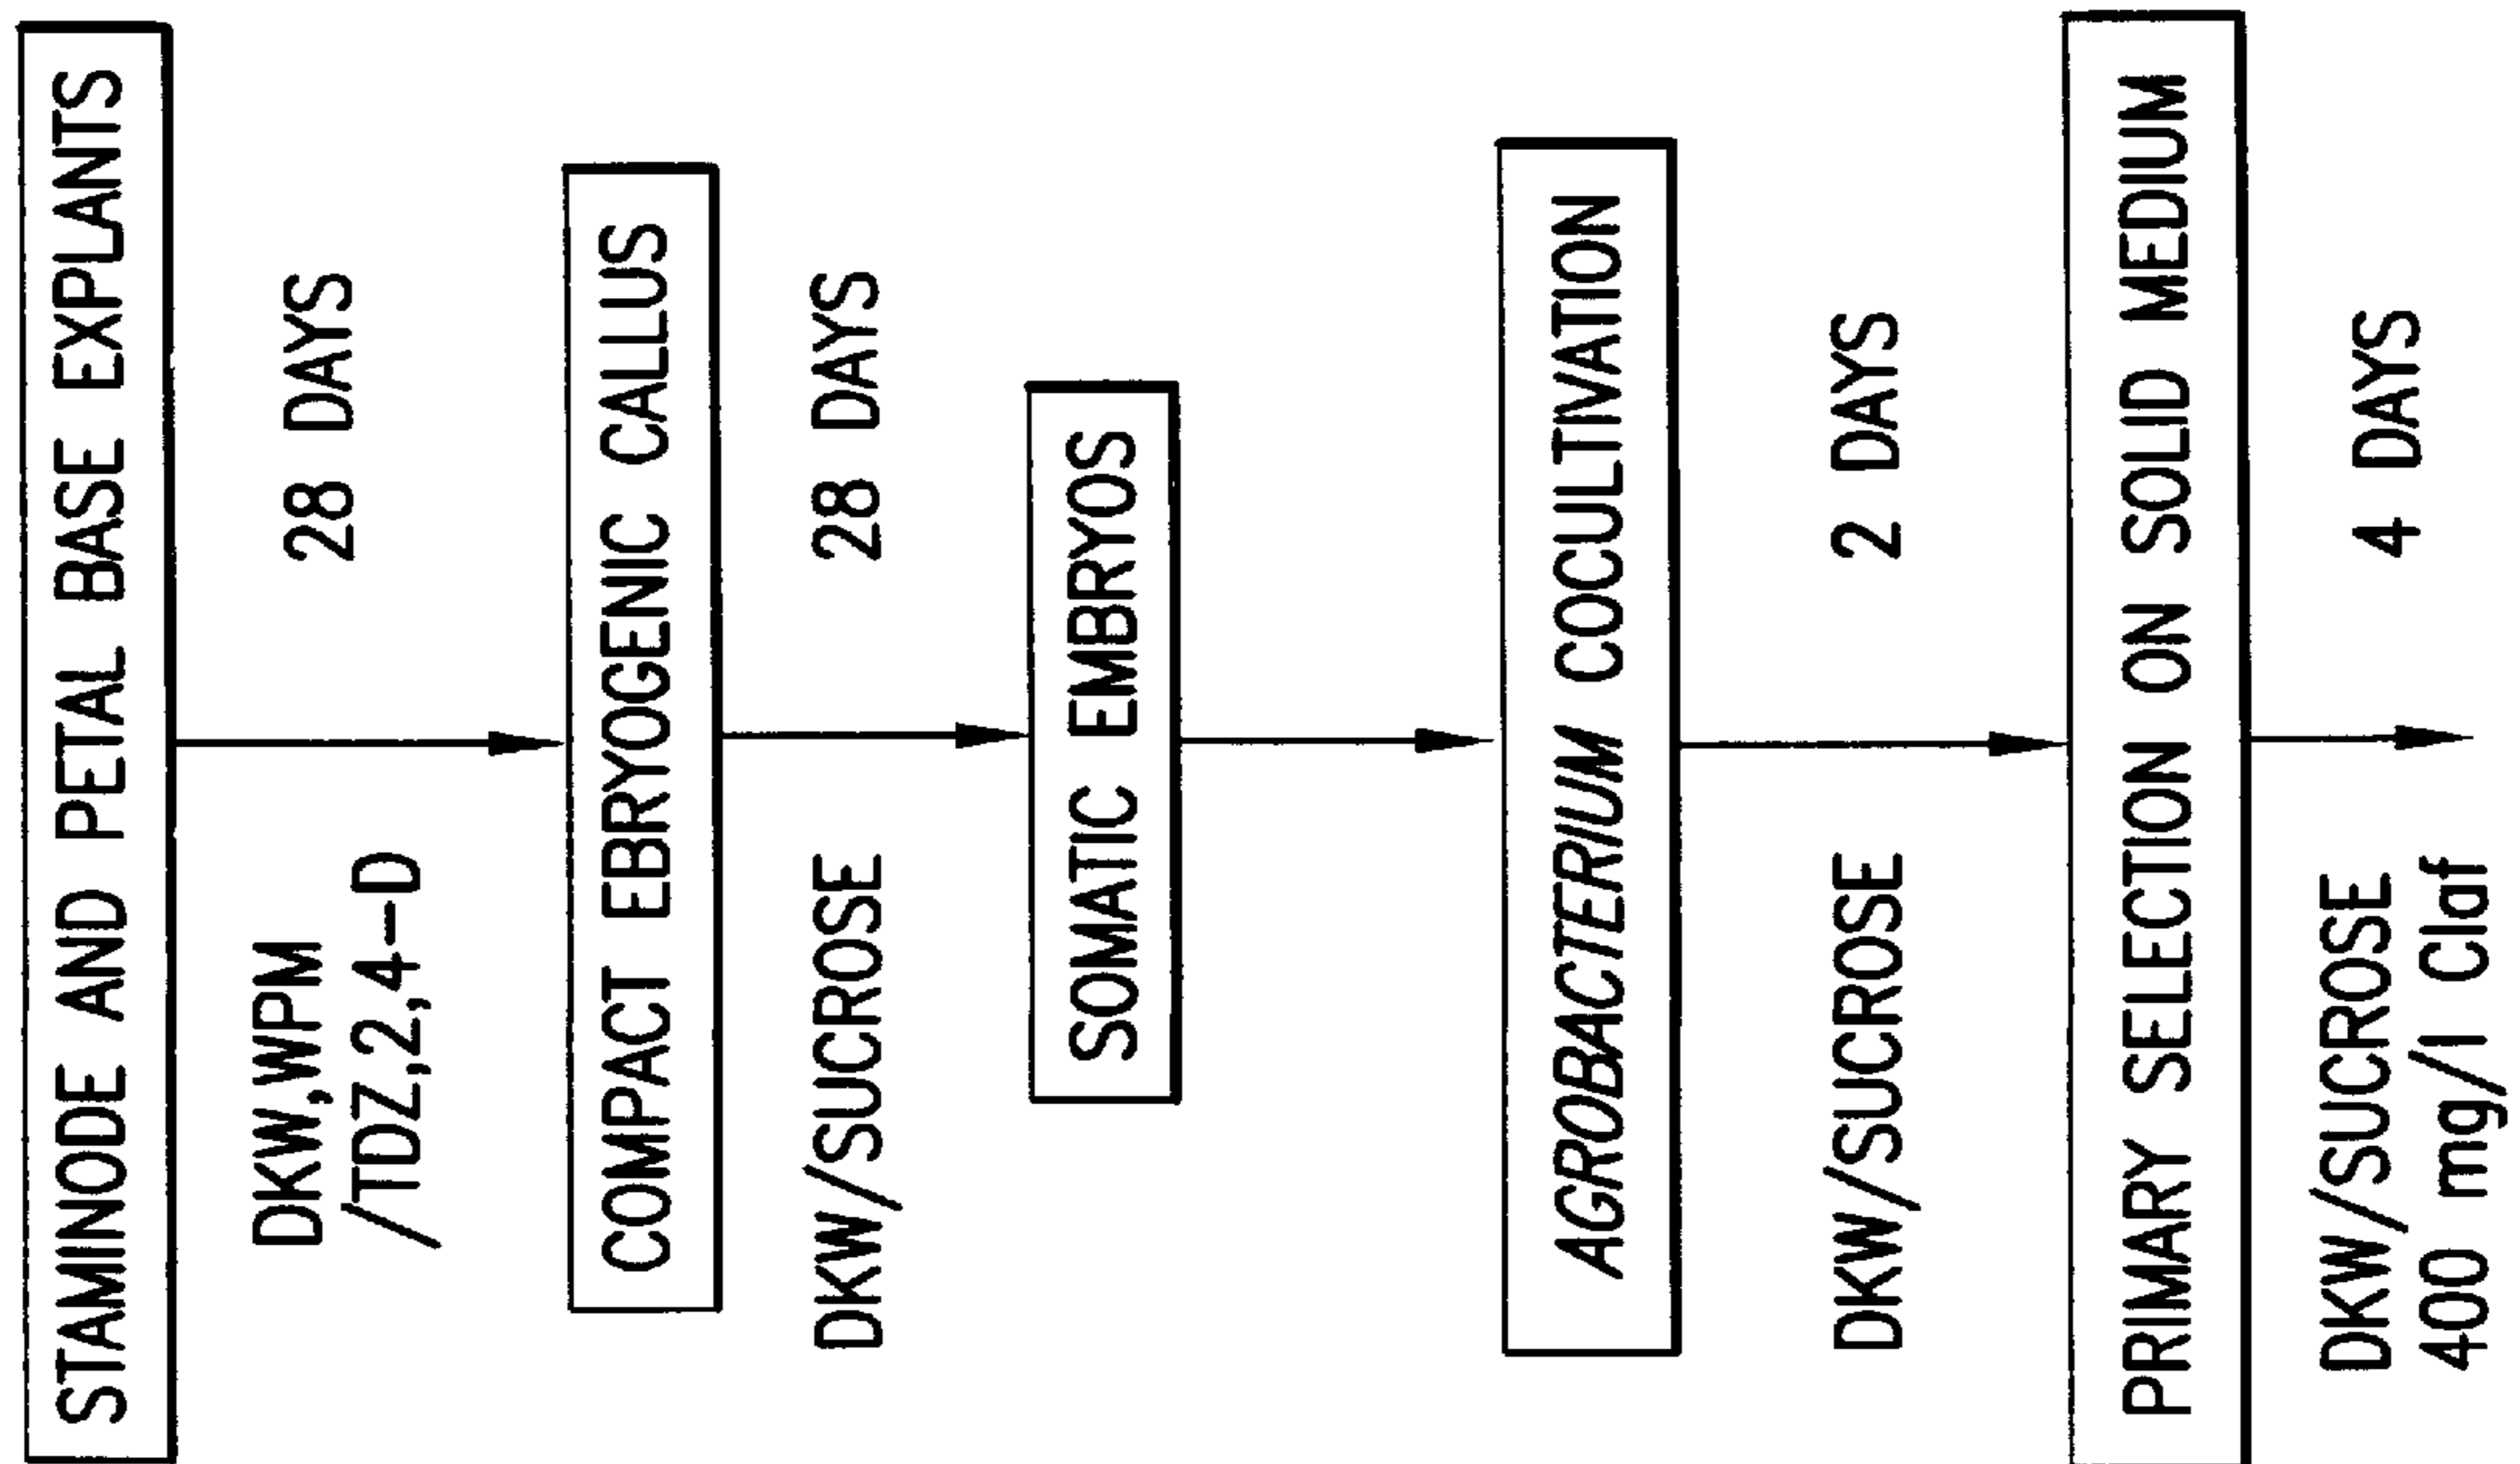 STAMINODE AND PETAL BASE EXPLANTS
DKW,WPM
/TDZ,2,4-D
28 DAYS
COMPACT EBRYOGENIC CALLUS
DKW/SUCROSE
28 DAYS
SOMATIC EMBRYOS
AGROBACTERIUM COCULTIVATION
DKW/SUCROSE
2 DAYS
PRIMARY SELECTION ON SOLID MEDIUM
DKW/SUCROSE
400 mg/l Claf
4 DAYS